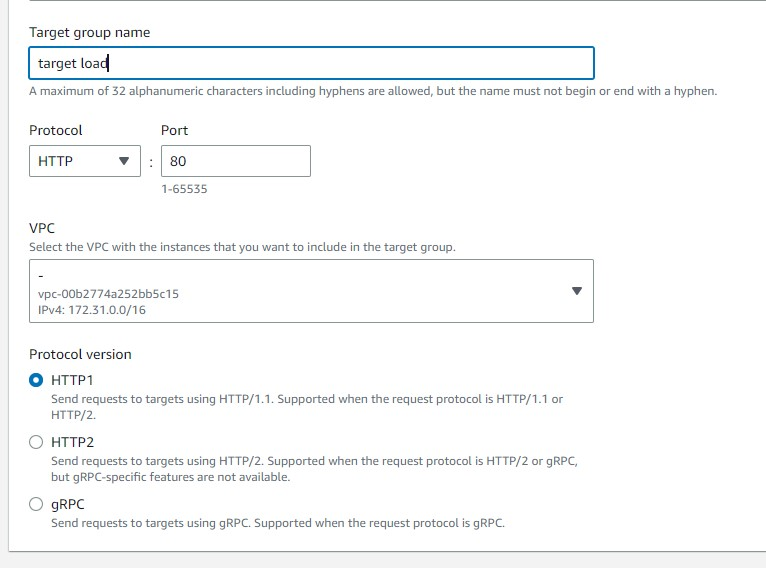 Target group name
target load
A maximum of 32 alphanumeric characters including hyphens are allowed, but the name must not begin or end with a hyphen.
Protocol Port
HTTP : 80
1-65535
VPC
Select the VPC with the instances that you want to include in the target group.
-
vpc-00b2774a252bb5c15
IPv4: 172.31.0.0/16
Protocol version
HTTP1
Send requests to targets using HTTP/1.1. Supported when the request protocol is HTTP/1.1 or
HTTP/2.
HTTP2
Send requests to targets using HTTP/2. Supported when the request protocol is HTTP/2 or gRPC,
but gRPC-specific features are not available.
gRPC
Send requests to targets using gRPC. Supported when the request protocol is gRPC.